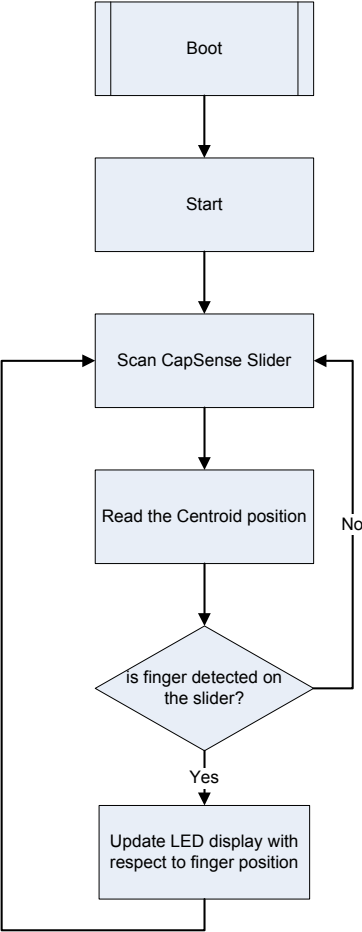 Boot
Start
Scan CapSense Slider
Read the Centroid position
No
is finger detected on
the slider?
Yes
Update LED display with
respect to finger position